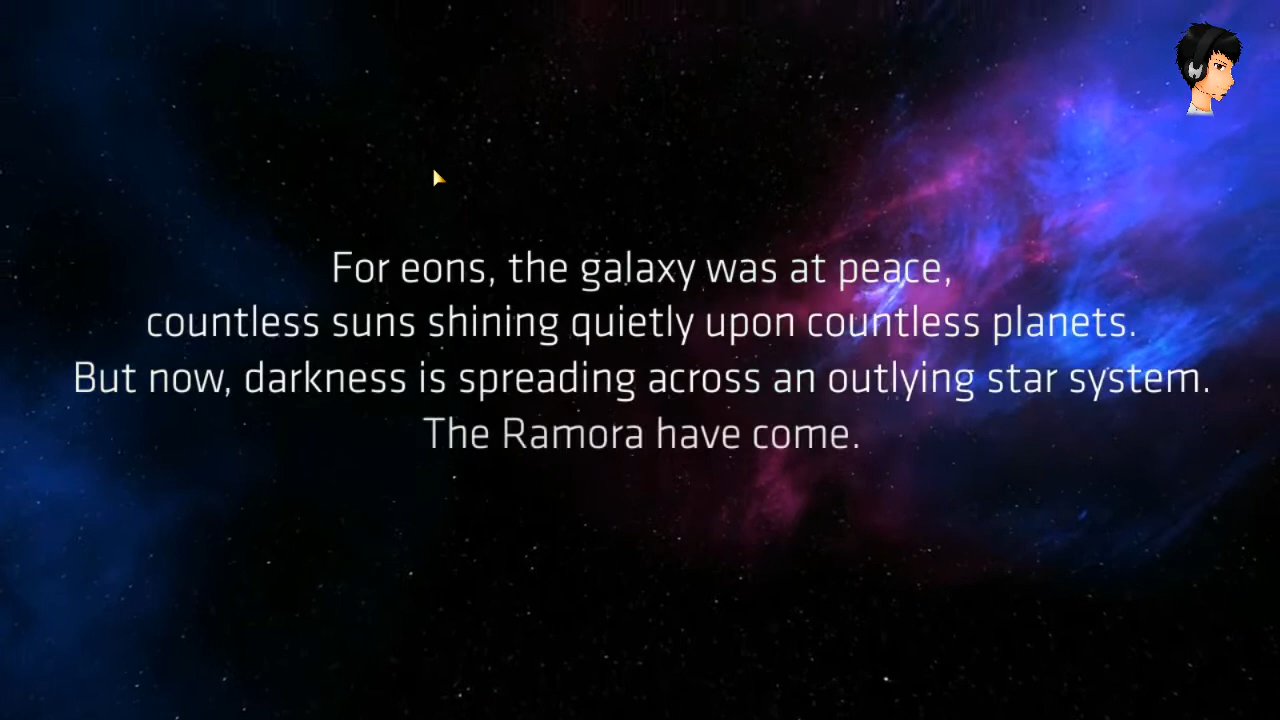 For eons, the galaxy was at peace,
countless suns shining quietly upon countless planets.
But now, darkness is spreading across an outlying star system.
The Ramora have come.